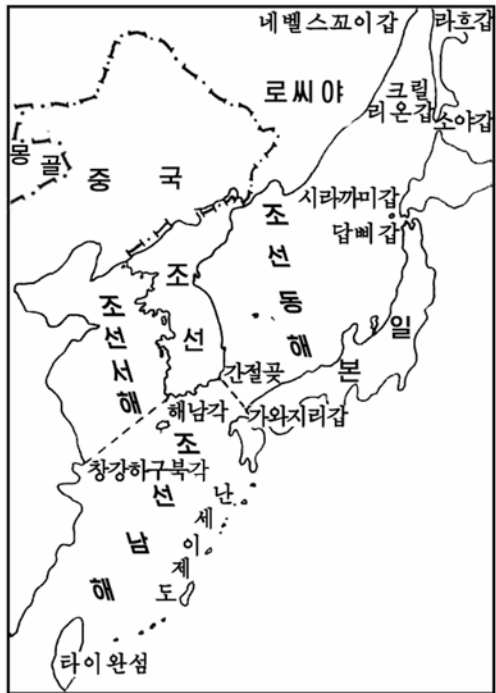 네벨스꼬이갑
라흐갑
로씨야
크릴
리온갑
소야갑
몽골
중국
시라까미갑
답삐갑
조선동해
조선
조선서해
일본
간절곶
해남각
가와지리갑
창강하구북각
조선남해
난세이제도
타이완섬